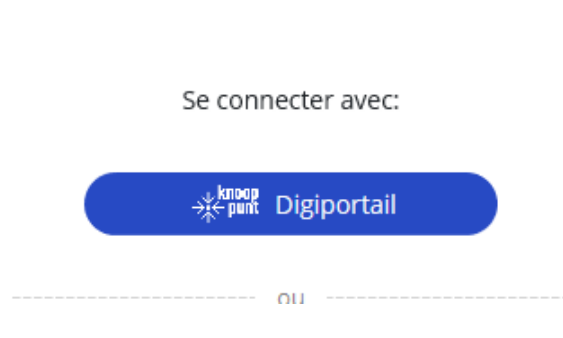 Se connecter avec:
knoop
punt
Digiportail
ou